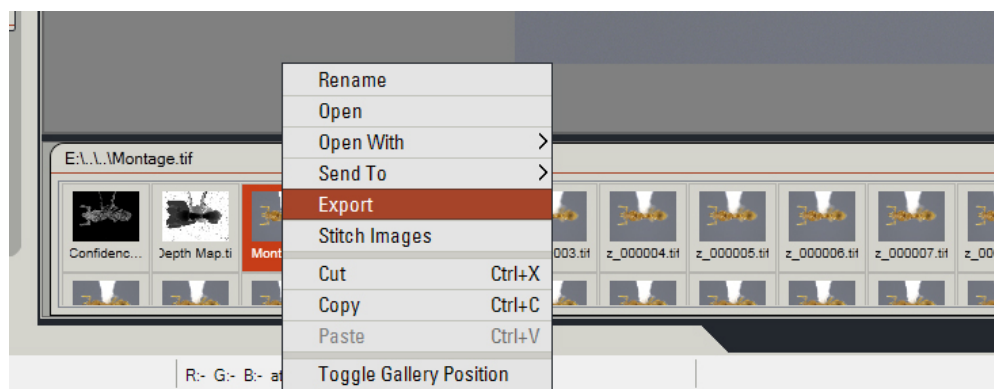 Rename
Open
Open With
Send To
Export
Stitch Images
Cut Ctrl+X
Copy Ctrl+C
Paste Ctrl+V
Toggle Gallery Position
E:\..\..\Montage.tif
Confidenc... Depth Map.ti Mont 003.tif z_000004.tif z_000005.tif z_000006.tif z_000007.tif z_00
R:- G:- B:- at